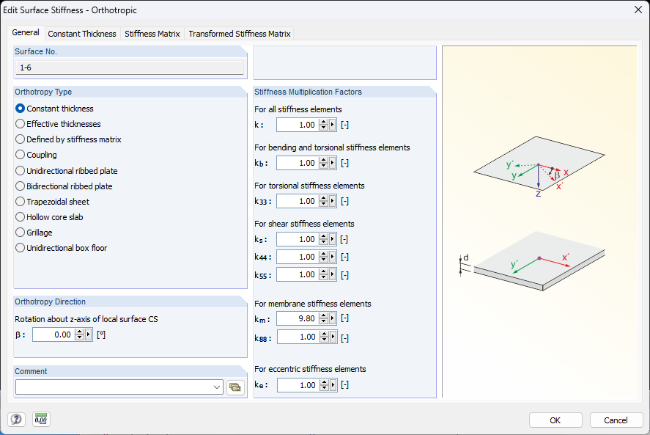 Edit Surface Stiffness - Orthotropic
General Constant Thickness Stiffness Matrix Transformed Stiffness Matrix
Surface No.
1-6
Orthotropy Type
Constant thickness
Effective thicknesses
Defined by stiffness matrix
Coupling
Unidirectional ribbed plate
Bidirectional ribbed plate
Trapezoidal sheet
Hollow core slab
Grillage
Unidirectional box floor
Orthotropy Direction
Rotation about z-axis of local surface CS
β : 0.00 [°]
Comment
Stiffness Multiplication Factors
For all stiffness elements
k : 1.00 [-]
For bending and torsional stiffness elements
kb : 1.00 [-]
For torsional stiffness elements
k33 : 1.00 [-]
For shear stiffness elements
ks : 1.00 [-]
k44 : 1.00 [-]
k55 : 1.00 [-]
For membrane stiffness elements
km : 9.80 [-]
k88 : 1.00 [-]
For eccentric stiffness elements
ke : 1.00 [-]
y' x
y β x'
z
d
y' x'
0.00
OK Cancel